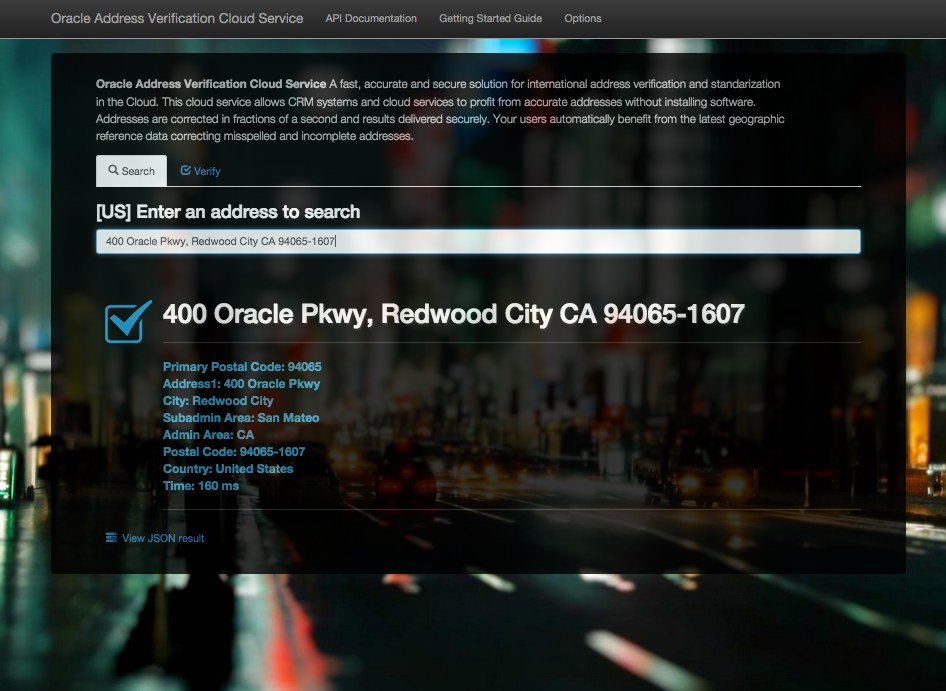 Oracle Address Verification Cloud Service API Documentation Getting Started Guide Options
Oracle Address Verification Cloud Service A fast, accurate and secure solution for international address verification and standarization
in the Cloud. This cloud service allows CRM systems and cloud services to profit from accurate addresses without installing software.
Addresses are corrected in fractions of a second and results delivered securely. Your users automatically benefit from the latest geographic
reference data correcting misspelled and incomplete addresses.
Search Verify
[US] Enter an address to search
400 Oracle Pkwy, Redwood City CA 94065-1607
400 Oracle Pkwy, Redwood City CA 94065-1607
Primary Postal Code: 94065
Address1: 400 Oracle Pkwy
City: Redwood City
Subadmin Area: San Mateo
Admin Area: CA
Postal Code: 94065-1607
Country: United States
Time: 160 ms
View JSON result